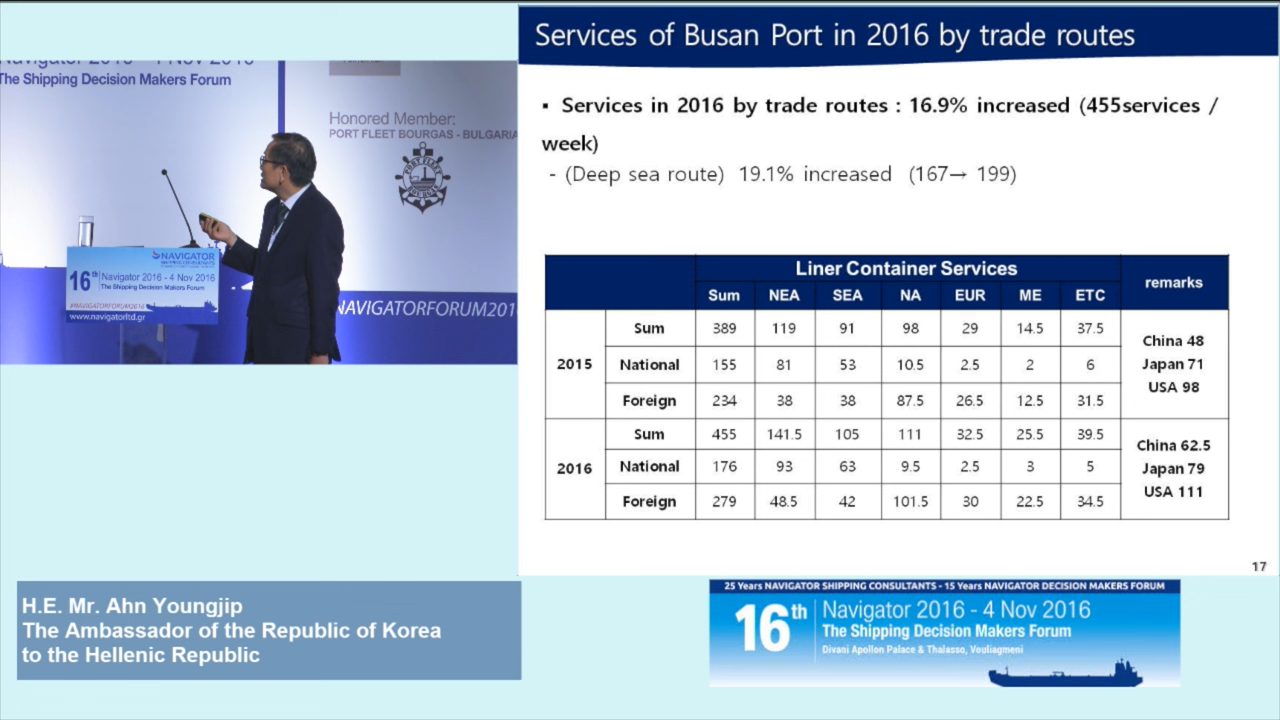 Navigator 2016 - 4 Nov 2016
The Shipping Decision Makers Forum
Honored Member:
PORT FLEET BOURGAS - BULGARIA
PORT FLEET
BOURGAS
NAVIGATOR
SHIPPING CONSULTANTS
16th Navigator 2016 - 4 Nov 2016
The Shipping Decision Makers Forum
#NAVIGATORFORUM2016
www.navigatorltd.gr
NAVIGATORFORUM201
Services of Busan Port in 2016 by trade routes
▪ Services in 2016 by trade routes : 16.9% increased (455services /
week)
- (Deep sea route) 19.1% increased (167→ 199)
Liner Container Services remarks
Sum NEA SEA NA EUR ME ETC
2015 Sum 389 119 91 98 29 14.5 37.5
National 155 81 53 10.5 2.5 2 6
Foreign 234 38 38 87.5 26.5 12.5 31.5
China 48
Japan 71
USA 98
2016 Sum 455 141.5 105 111 32.5 25.5 39.5
National 176 93 63 9.5 2.5 3 5
Foreign 279 48.5 42 101.5 30 22.5 34.5
China 62.5
Japan 79
USA 111
17
H.E. Mr. Ahn Youngjip
The Ambassador of the Republic of Korea
to the Hellenic Republic
25 Years NAVIGATOR SHIPPING CONSULTANTS - 15 Years NAVIGATOR DECISION MAKERS FORUM
16th Navigator 2016 - 4 Nov 2016
The Shipping Decision Makers Forum
Divani Apollon Palace & Thalasso, Vouliagmeni